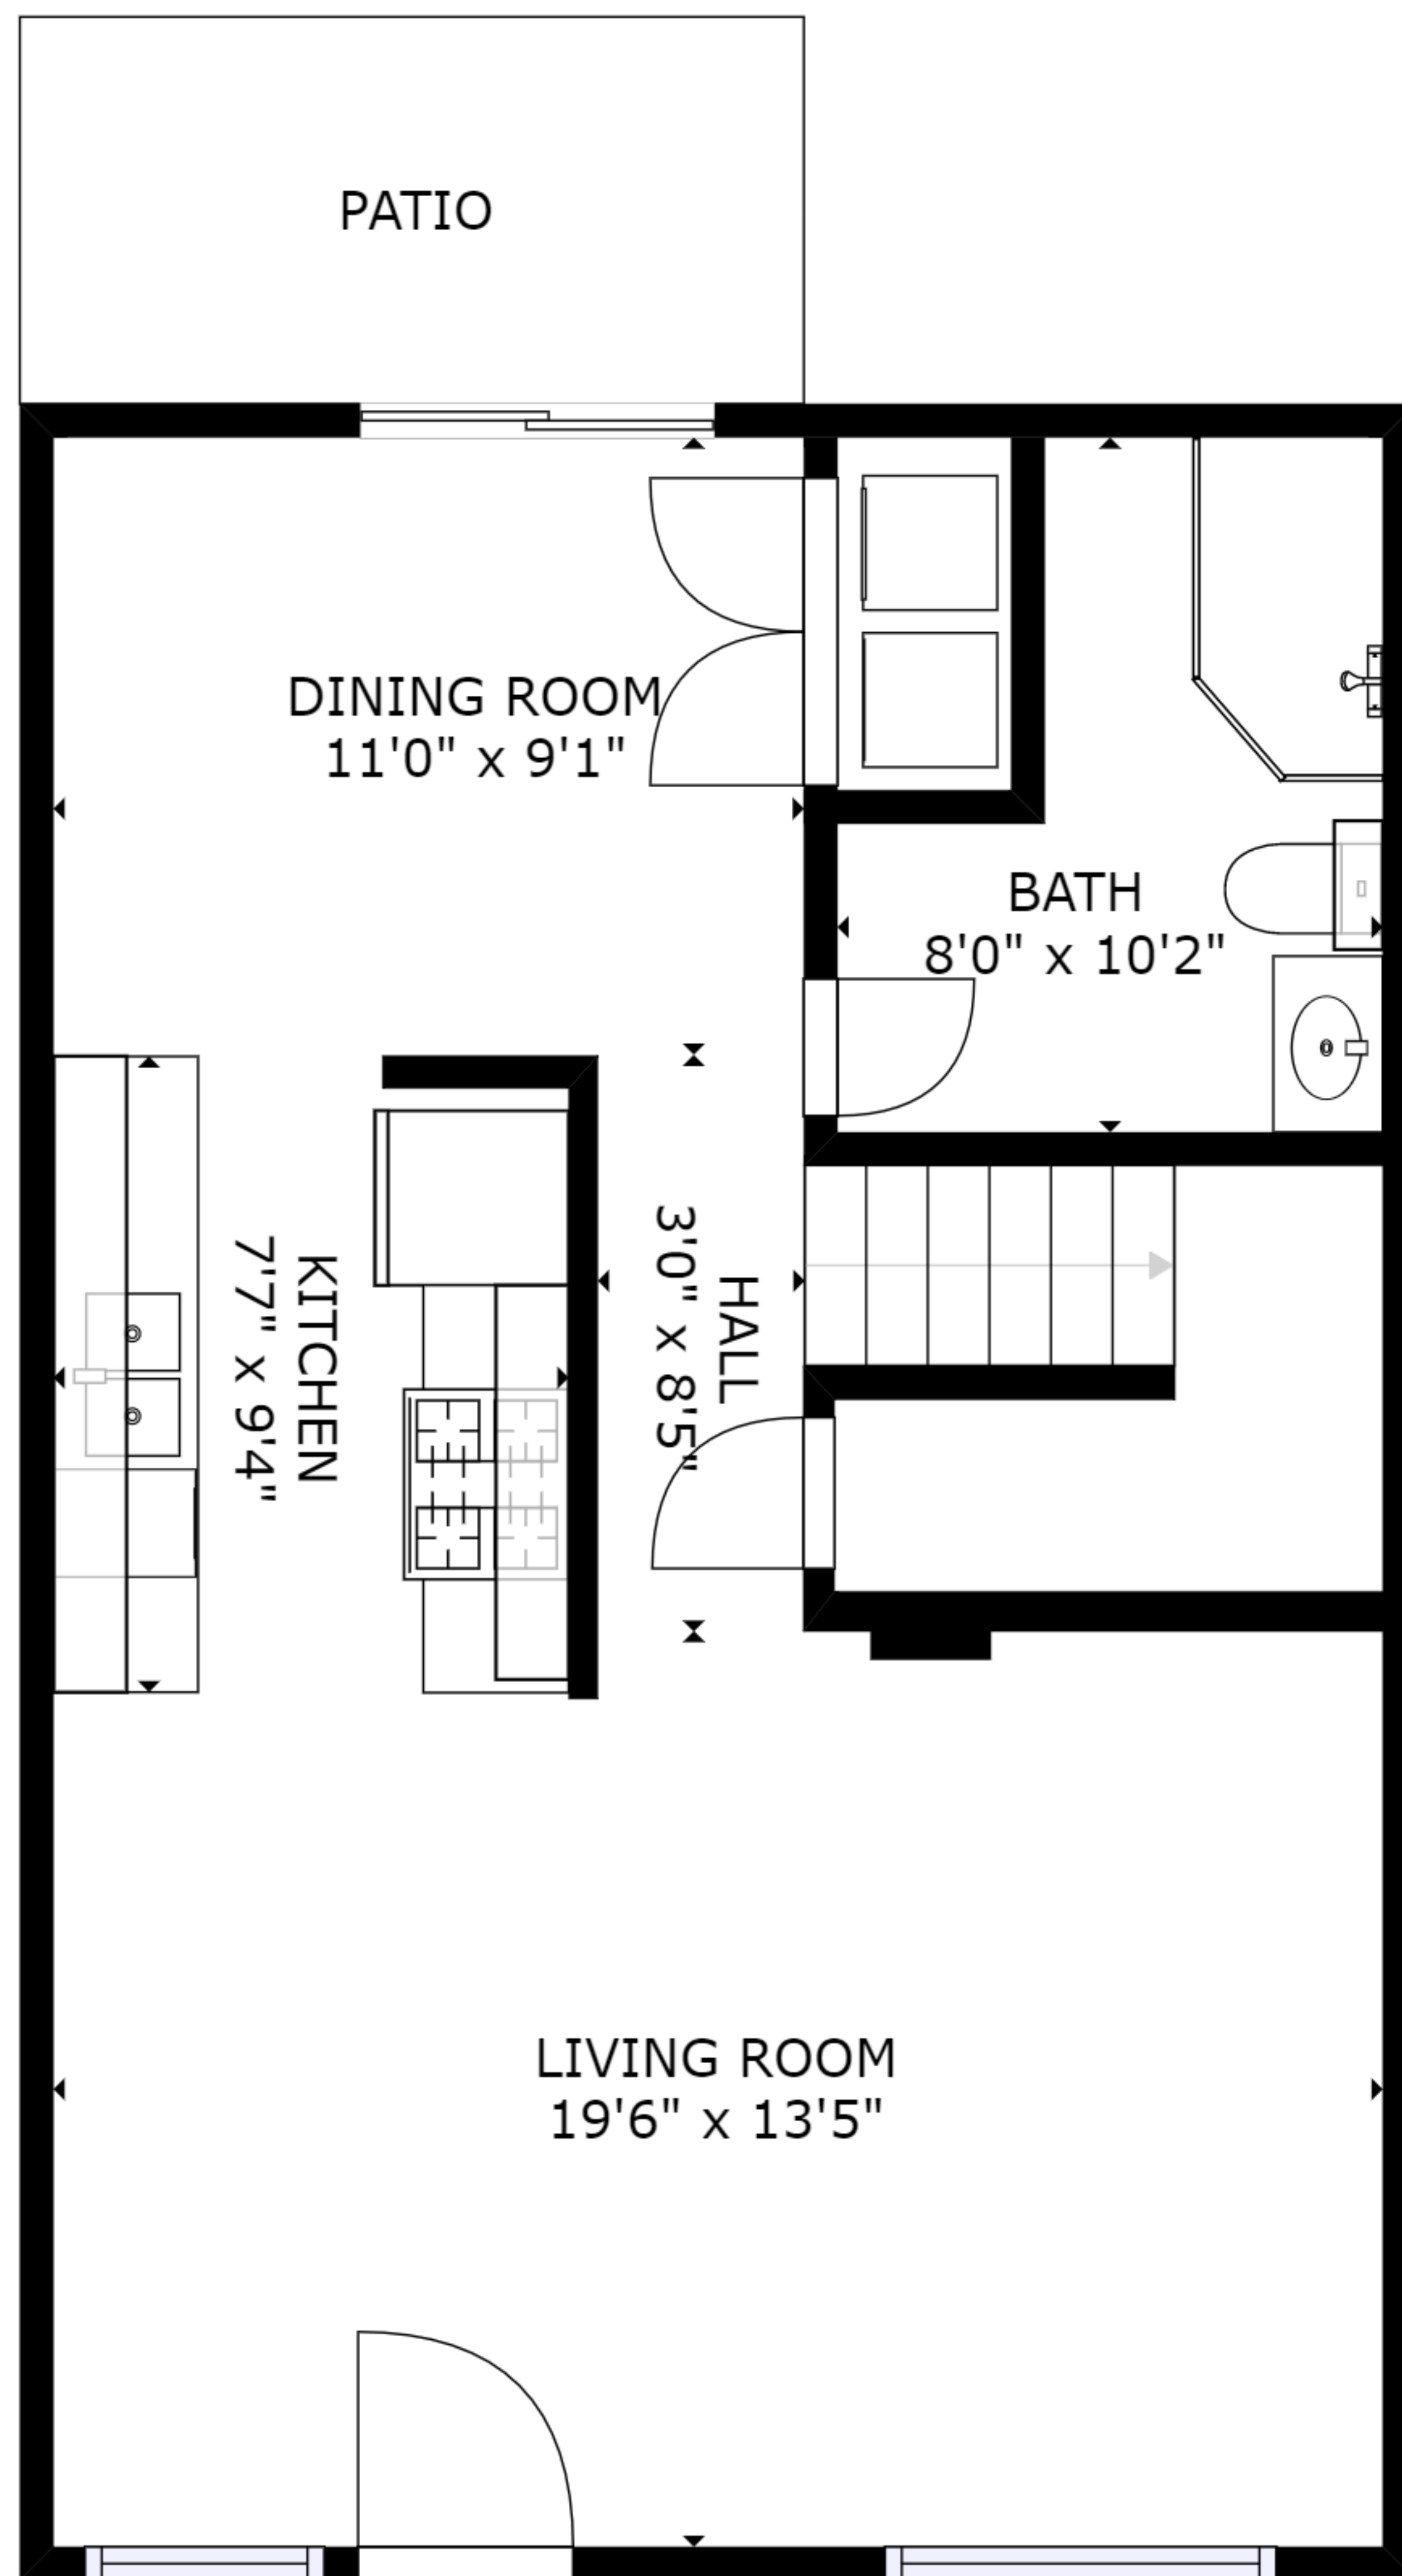 PATIO
DINING ROOM
11'0" x 9'1"
BATH
8'0" x 10'2"
KITCHEN
7'7" x 9'4"
HALL
3'0" x 8'5"
LIVING ROOM
19'6" x 13'5"